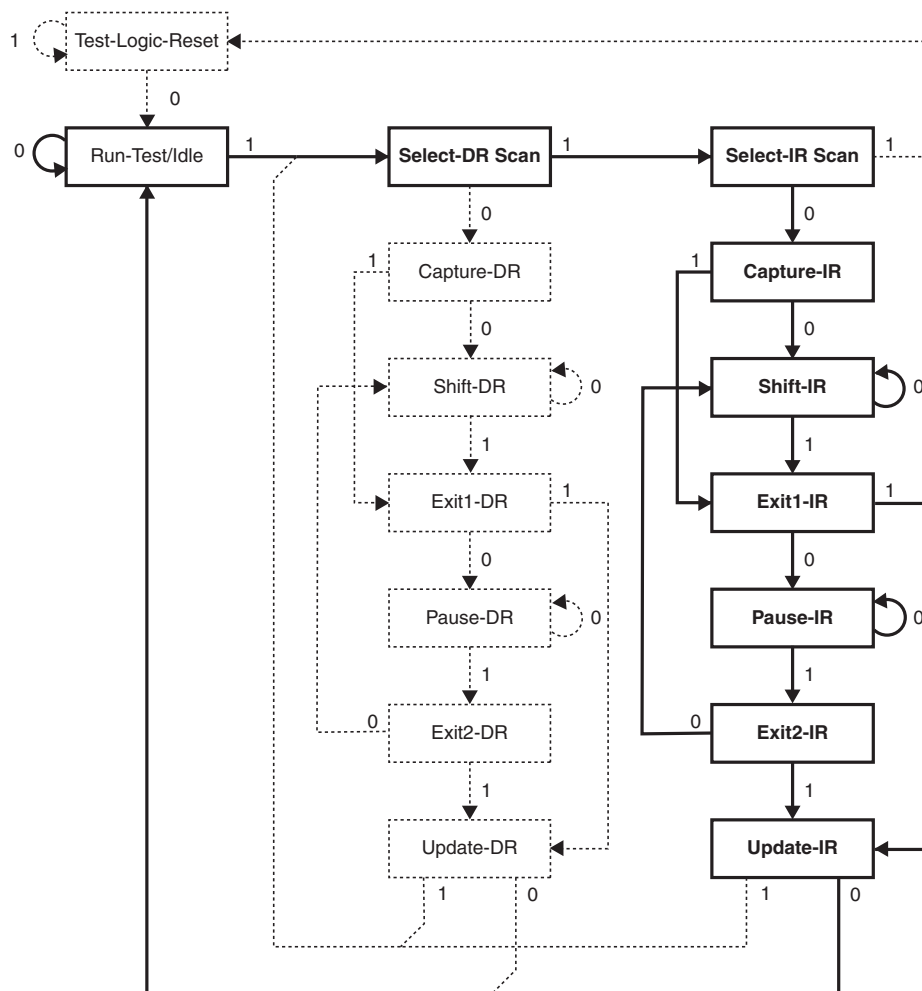 1
Test-Logic-Reset
0
0
Run-Test/Idle
1
Select-DR Scan
1
Select-IR Scan
1
0
0
1
Capture-DR
1
Capture-IR
0
0
Shift-DR
0
Shift-IR
0
1
1
Exit1-DR
1
Exit1-IR
1
0
0
Pause-DR
0
Pause-IR
0
1
1
0
Exit2-DR
0
Exit2-IR
1
1
Update-DR
Update-IR
1
0
1
0